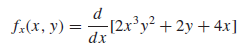 fₓ(x, y) = d/dx [2x³y² + 2y + 4x]